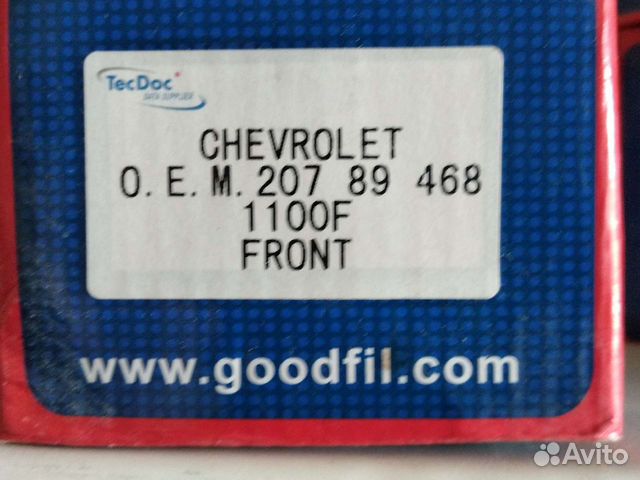 TecDoc
DATA SUPPLIER
CHEVROLET
O.E.M.207 89 468
1100F
FRONT
www.goodfil.com
Avito